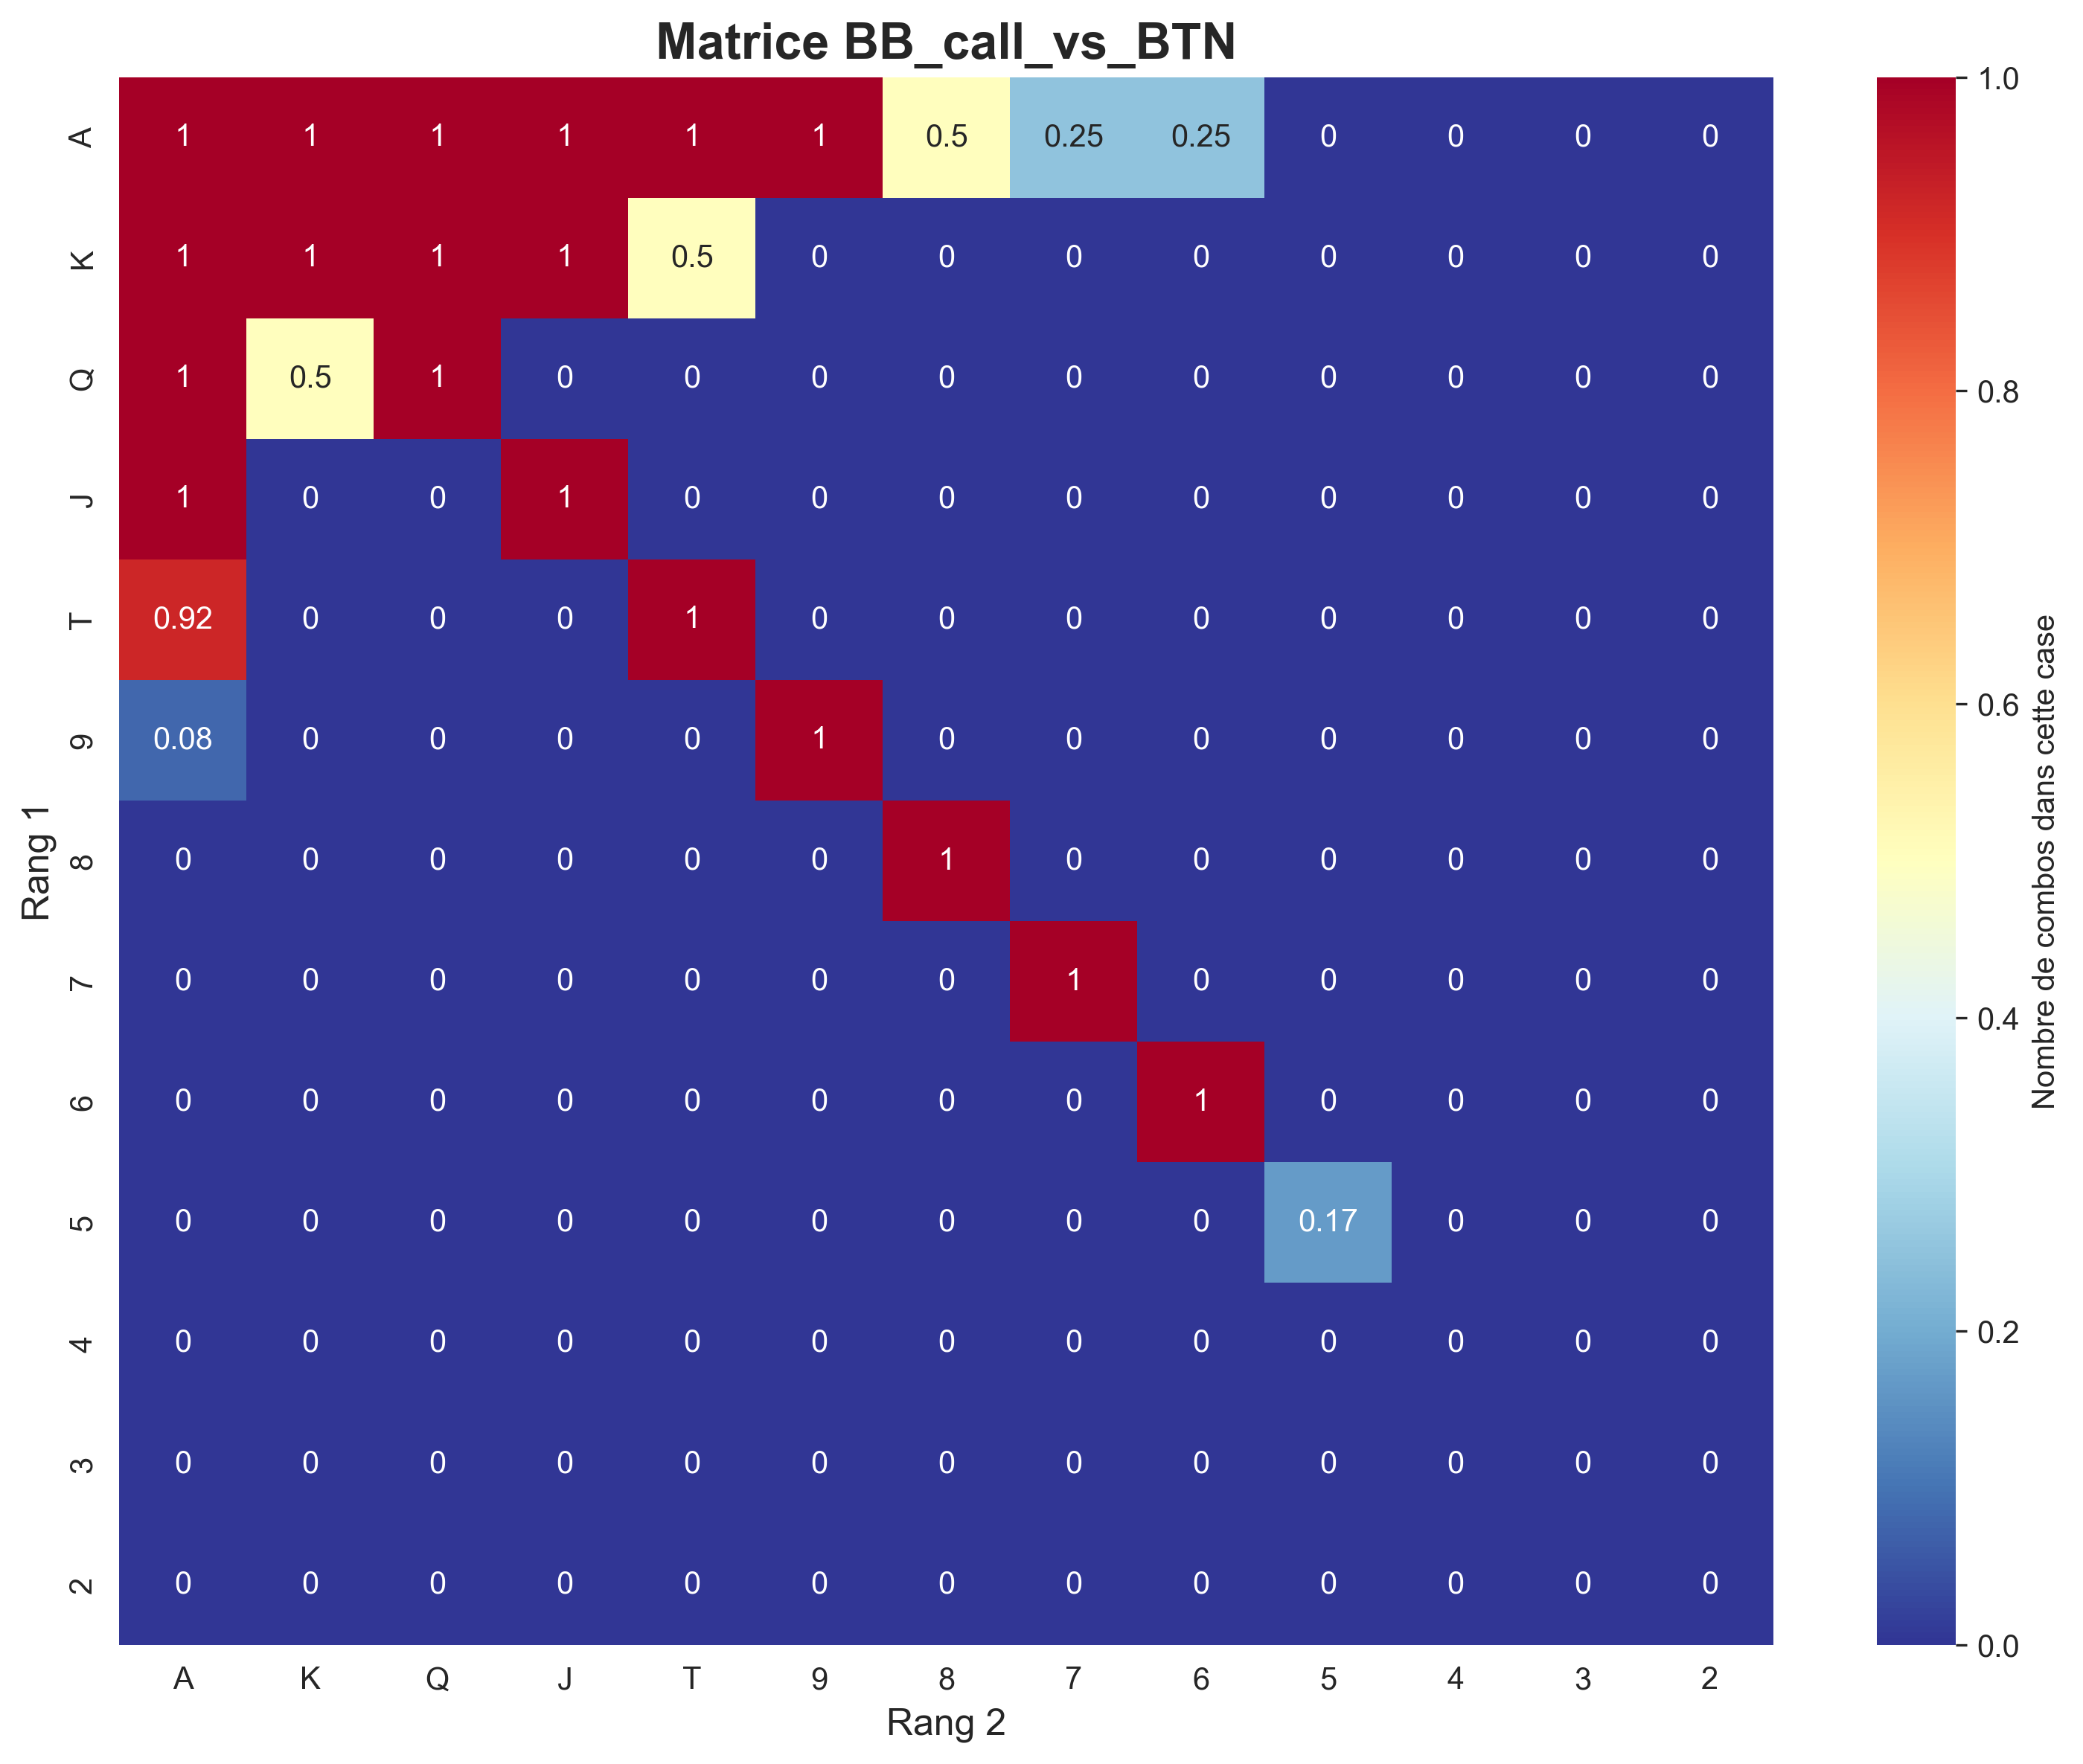 Matrice BB_call_vs_BTN
A 1 1 1 1 1 1 0.5 0.25 0.25 0 0 0 0
K 1 1 1 1 0.5 0 0 0 0 0 0 0 0
Q 1 0.5 1 0 0 0 0 0 0 0 0 0 0
J 1 0 0 1 0 0 0 0 0 0 0 0 0
T 0.92 0 0 0 1 0 0 0 0 0 0 0 0
9 0.08 0 0 0 0 1 0 0 0 0 0 0 0
8 0 0 0 0 0 0 1 0 0 0 0 0 0
7 0 0 0 0 0 0 0 1 0 0 0 0 0
6 0 0 0 0 0 0 0 0 1 0 0 0 0
5 0 0 0 0 0 0 0 0 0 0.17 0 0 0
4 0 0 0 0 0 0 0 0 0 0 0 0 0
3 0 0 0 0 0 0 0 0 0 0 0 0 0
2 0 0 0 0 0 0 0 0 0 0 0 0 0
A K Q J T 9 8 7 6 5 4 3 2
Rang 2
Rang 1
1.0
0.8
0.6
0.4
0.2
0.0
Nombre de combos dans cette case